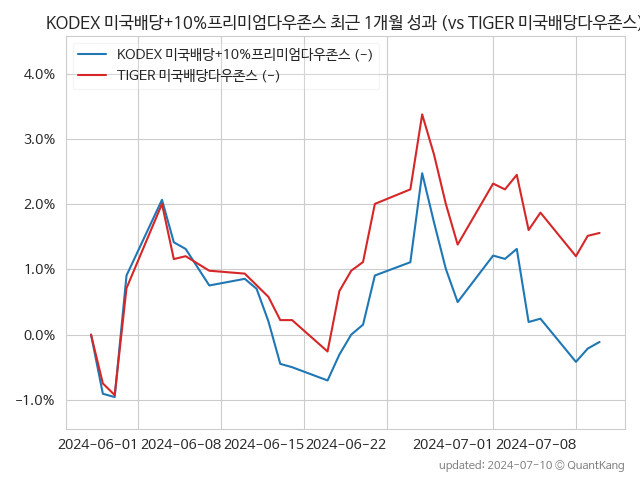 KODEX 미국배당+10%프리미엄다우존스 최근 1개월 성과 (vs TIGER 미국배당다우존스)
KODEX 미국배당+10%프리미엄다우존스 (-)
TIGER 미국배당다우존스 (-)
4.0%
3.0%
2.0%
1.0%
0.0%
-1.0%
2024-06-01 2024-06-08 2024-06-15 2024-06-22 2024-07-01 2024-07-08
updated: 2024-07-10 © QuantKang